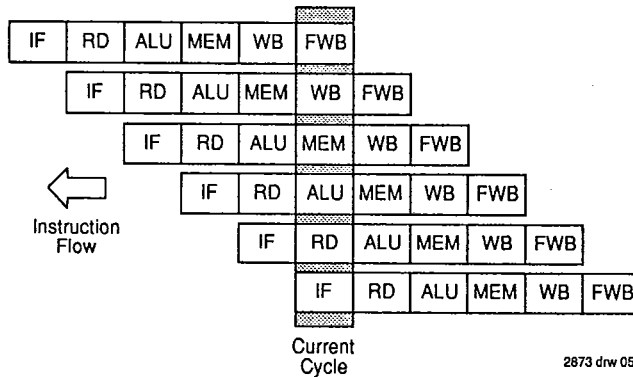 IF RD ALU MEM WB FWB
IF RD ALU MEM WB FWB
IF RD ALU MEM WB FWB
IF RD ALU MEM WB FWB
IF RD ALU MEM WB FWB
IF RD ALU MEM WB FWB
Instruction
Flow
Current
Cycle
2873 drw 05